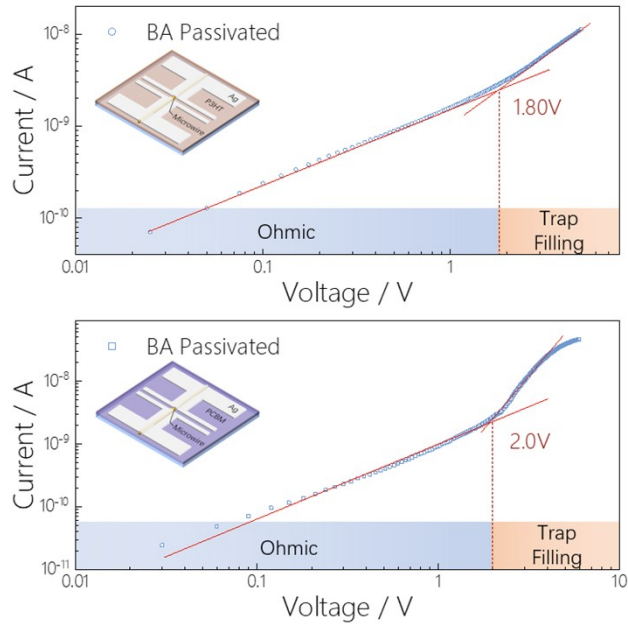 10⁻⁸
BA Passivated
Ag
P3HT
Microwire
Current / A
10⁻⁹
1.80V
10⁻¹⁰
Ohmic
Trap
Filling
0.01
0.1
1
Voltage / V
BA Passivated
Ag
PCBM
Microwire
Current / A
10⁻⁸
10⁻⁹
2.0V
10⁻¹⁰
Ohmic
Trap
Filling
10⁻¹¹
0.01
0.1
1
10
Voltage / V